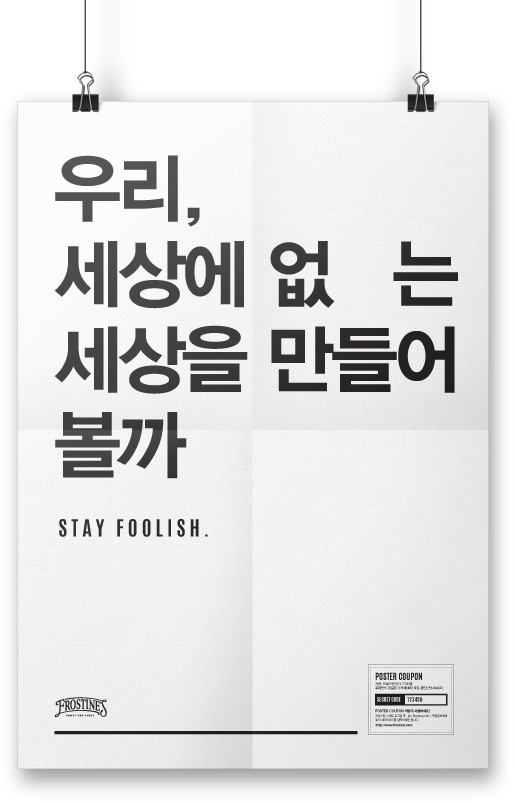 우리,
세상에 없 는
세상을 만들어
볼까
STAY FOOLISH.
FROSTINE'S
POSTER COUPON
SECRET CODE 123456